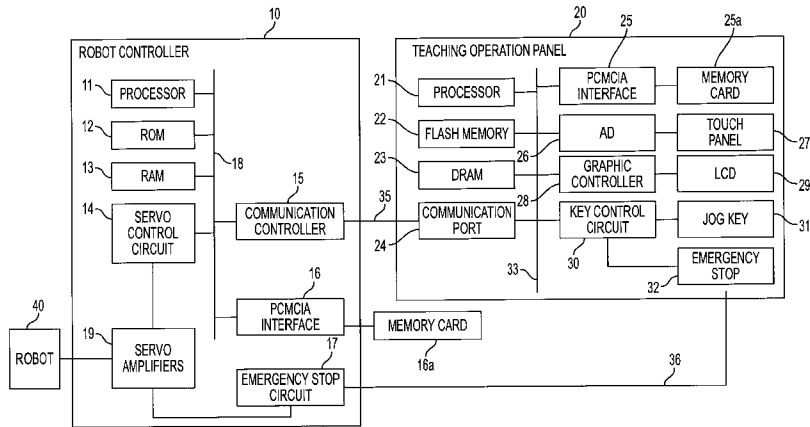 10
ROBOT CONTROLLER
11
PROCESSOR
12
ROM
13
RAM
18
14
SERVO
CONTROL
CIRCUIT
15
COMMUNICATION
CONTROLLER
35
16
PCMCIA
INTERFACE
MEMORY CARD
16a
40
ROBOT
19
SERVO
AMPLIFIERS
17
EMERGENCY STOP
CIRCUIT
36
20
TEACHING OPERATION PANEL
25
25a
21
PROCESSOR
PCMCIA
INTERFACE
MEMORY
CARD
22
FLASH MEMORY
AD
26
TOUCH
PANEL
27
23
DRAM
GRAPHIC
CONTROLLER
28
LCD
29
COMMUNICATION
PORT
24
KEY CONTROL
CIRCUIT
30
JOG KEY
31
33
EMERGENCY
STOP
32